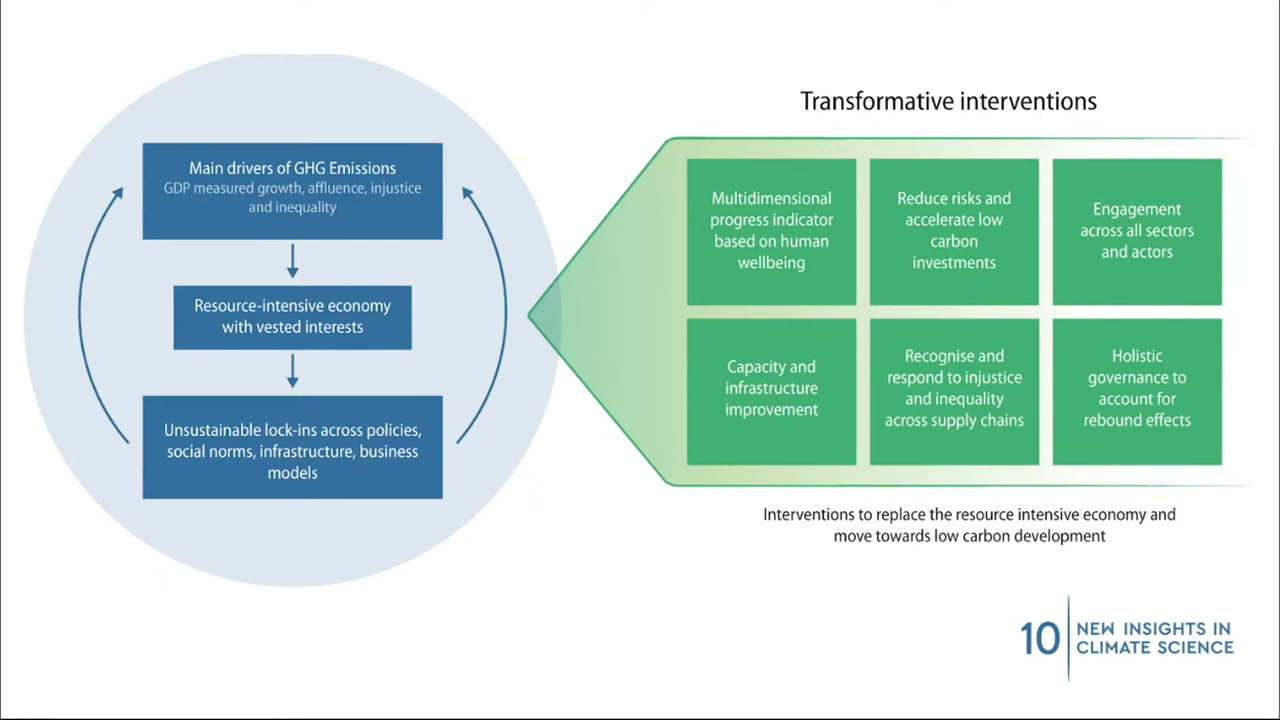 Main drivers of GHG Emissions
GDP measured growth, affluence, injustice
and inequality
Resource-intensive economy
with vested interests
Unsustainable lock-ins across policies,
social norms, infrastructure, business
models
Transformative interventions
Multidimensional
progress indicator
based on human
wellbeing
Reduce risks and
accelerate low
carbon
investments
Engagement
across all sectors
and actors
Capacity and
infrastructure
improvement
Recognise and
respond to injustice
and inequality
across supply chains
Holistic
governance to
account for
rebound effects
Interventions to replace the resource intensive economy and
move towards low carbon development
10 NEW INSIGHTS IN
CLIMATE SCIENCE